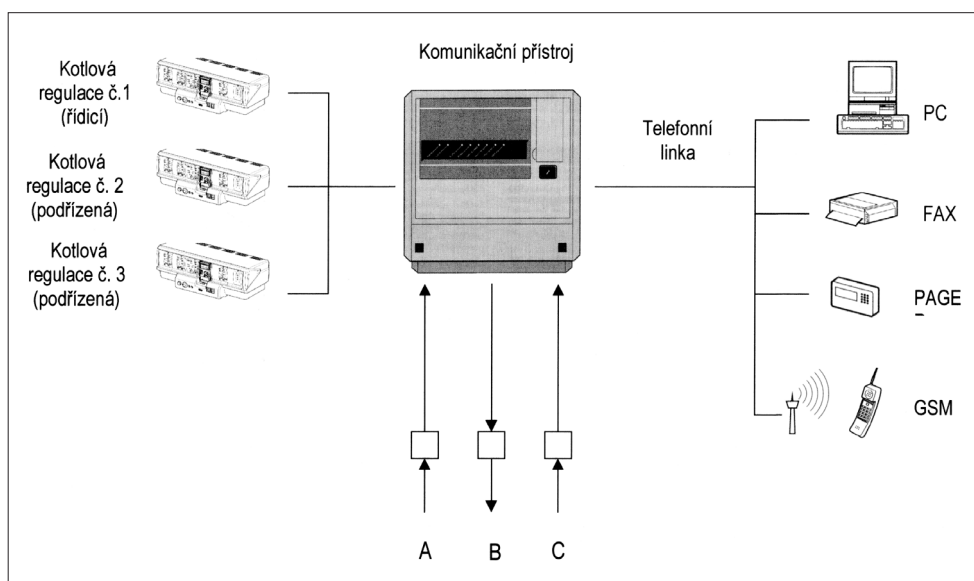 Komunikační přístroj
Kotlová
regulace č.1
(řídicí)
Kotlová
regulace č. 2
(podřízená)
Kotlová
regulace č. 3
(podřízená)
Telefonní
linka
PC
FAX
PAGE
GSM
A B C